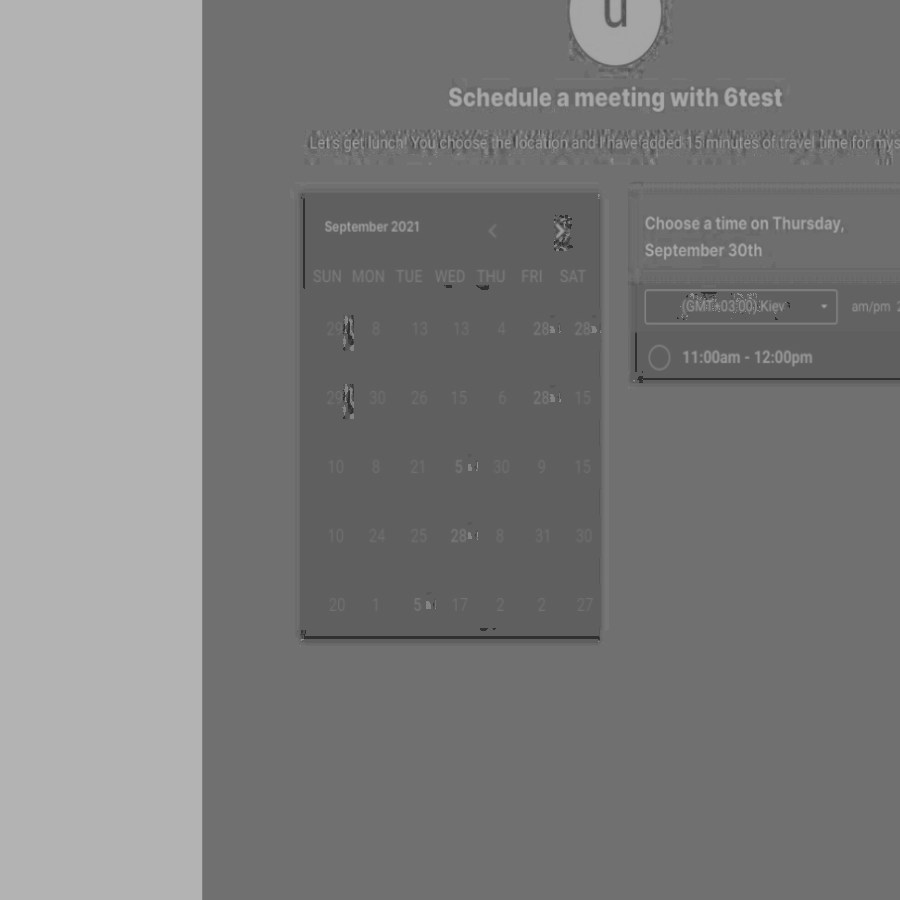 u
Schedule a meeting with 6test
Let's get lunch! You choose the location and I have added 15 minutes of travel time for mys
September 2021
SUN MON TUE WED THU FRI SAT
29 8 13 13 4 28 28
29 30 26 15 6 28 15
10 8 21 5 30 9 15
10 24 25 28 8 31 30
20 1 5 17 2 2 27
Choose a time on Thursday,
September 30th
(GMT+03:00) Kiev
am/pm 2
11:00am - 12:00pm